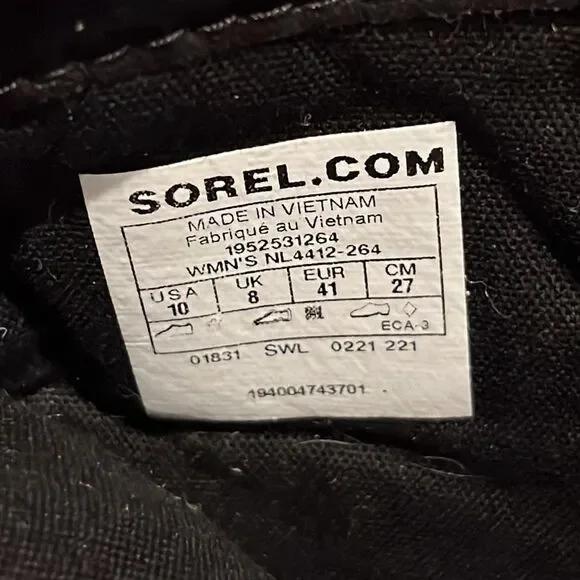 SOREL.COM
MADE IN VIETNAM
Fabriqué au Vietnam
1952531264
WMN'S NL4412-264
USA UK EUR CM
10 8 41 27
ECA-3
01831 SWL 0221 221
194004743701